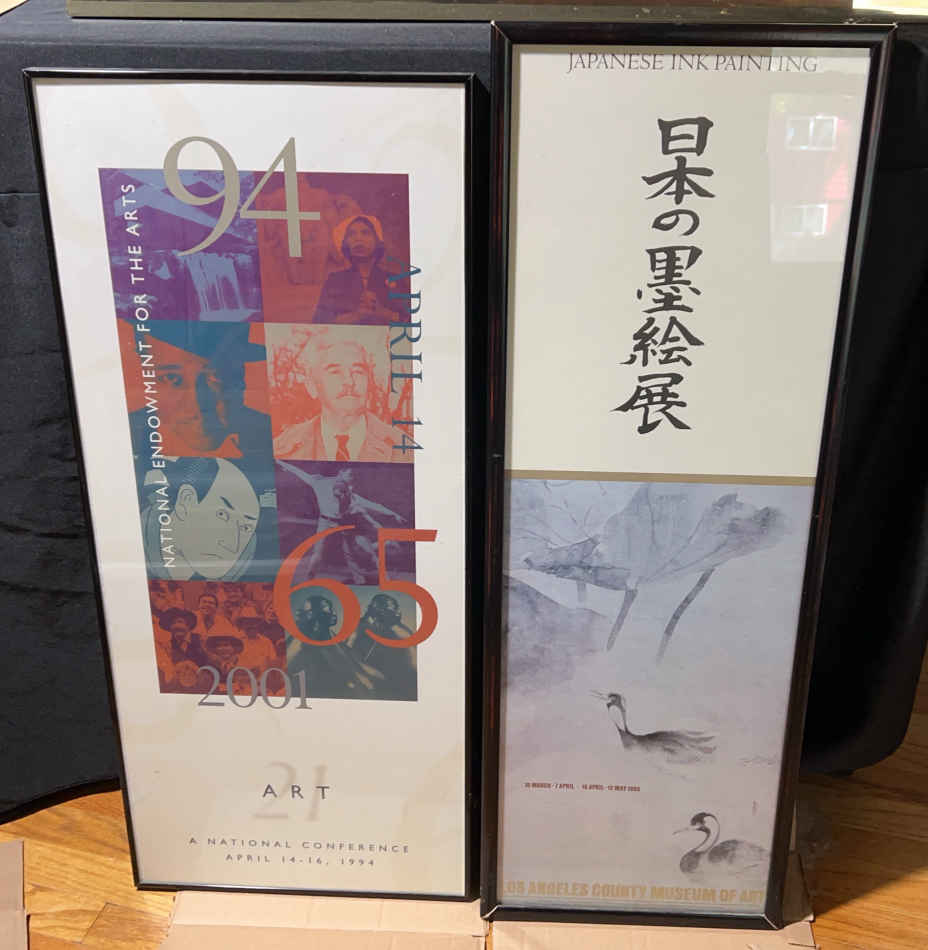 94
NATIONAL ENDOWMENT FOR THE ARTS
APRIL 14
65
2001
21
ART
A NATIONAL CONFERENCE
APRIL 14-16, 1994
JAPANESE INK PAINTING
日本の墨絵展
LOS ANGELES COUNTY MUSEUM OF ART